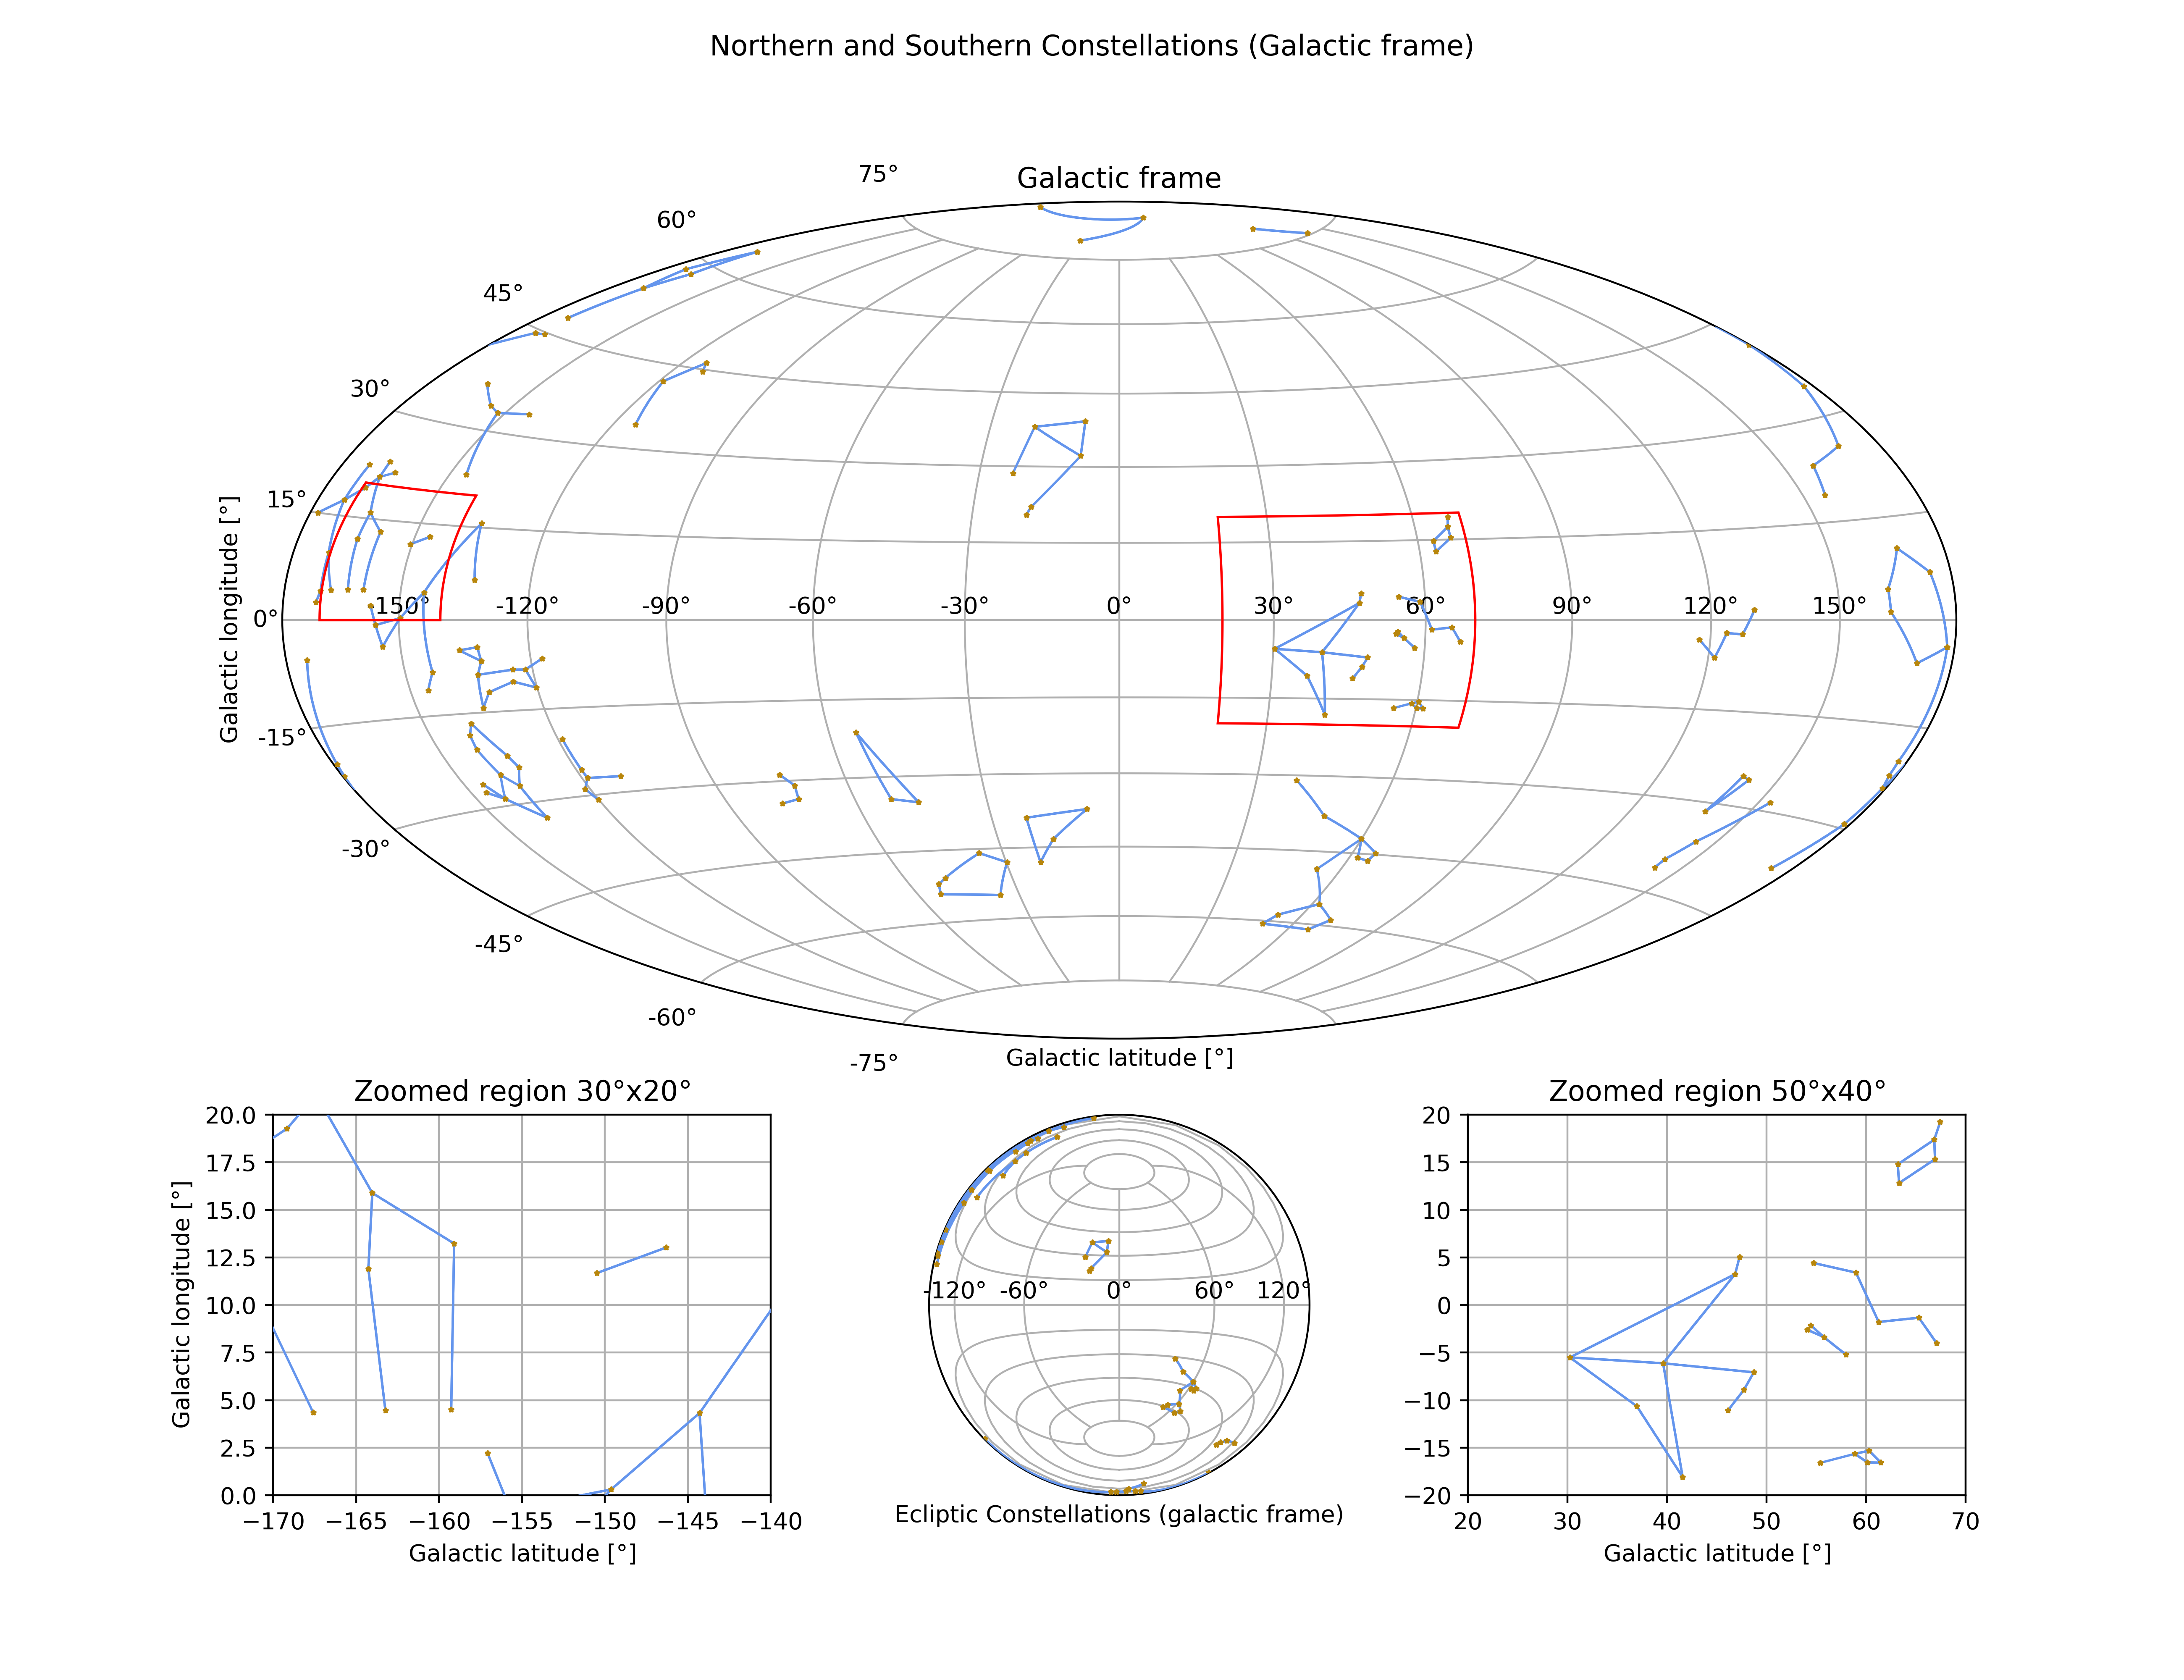 Northern and Southern Constellations (Galactic frame)
Galactic frame
75°
60°
45°
30°
15°
0°
-15°
-30°
-45°
-60°
-75°
-150° -120° -90° -60° -30° 0° 30° 60° 90° 120° 150°
Galactic longitude [°]
Galactic latitude [°]
Zoomed region 30°x20°
20.0
17.5
15.0
12.5
10.0
7.5
5.0
2.5
0.0
−170 −165 −160 −155 −150 −145 −140
Galactic longitude [°]
Galactic latitude [°]
-120° -60° 0° 60° 120°
Ecliptic Constellations (galactic frame)
Zoomed region 50°x40°
20
15
10
5
0
−5
−10
−15
−20
20 30 40 50 60 70
Galactic latitude [°]